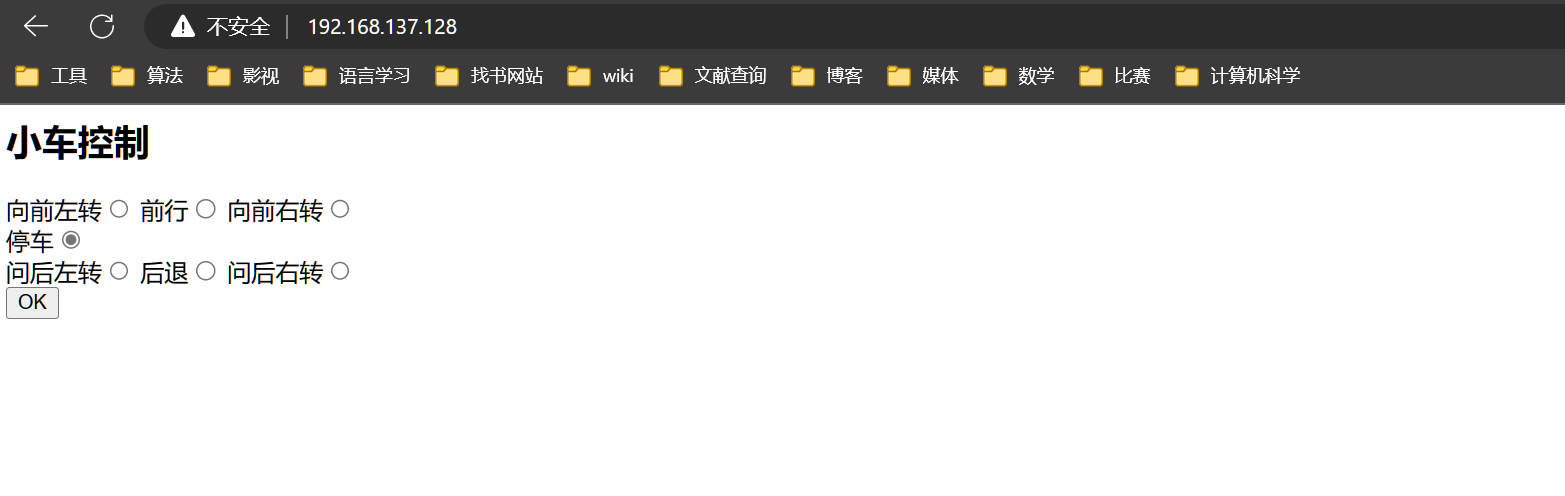 不安全 192.168.137.128
工具 算法 影视 语言学习 找书网站 wiki 文献查询 博客 媒体 数学 比赛 计算机科学
小车控制
向前左转 前行 向前右转
停车
问后左转 后退 问后右转
OK